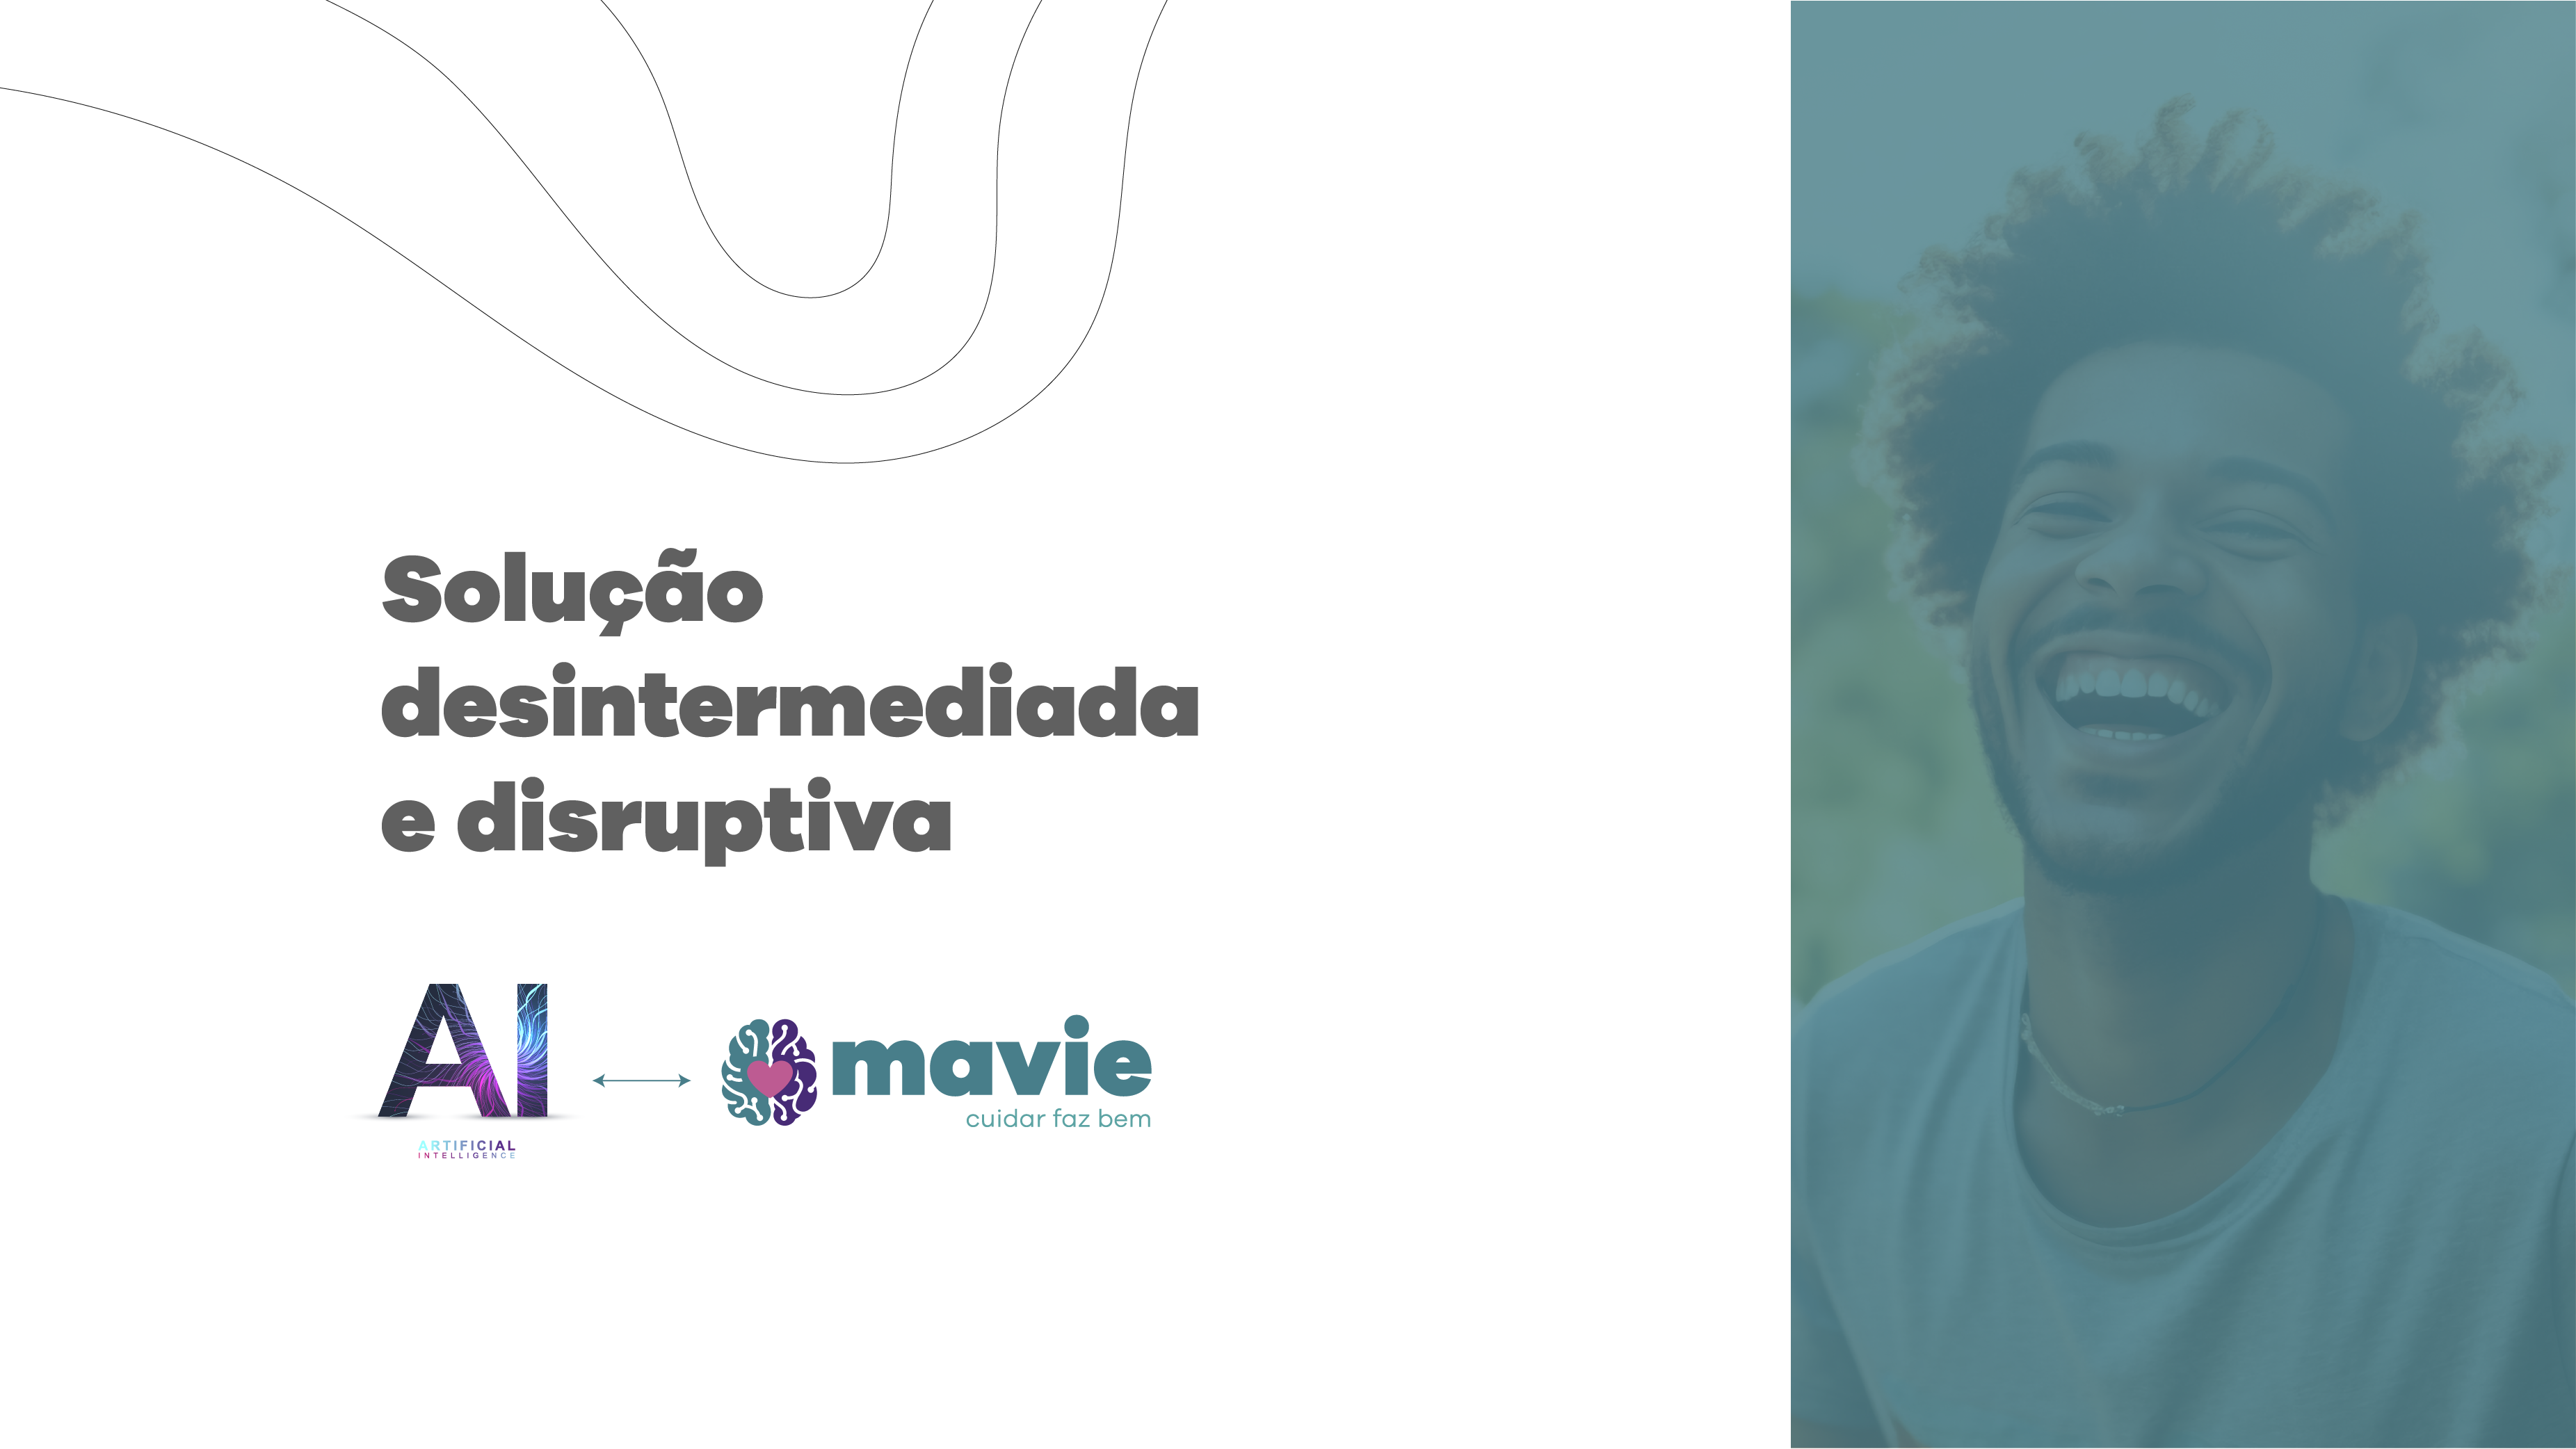 Solução
desintermediada
e disruptiva
AI
ARTIFICIAL
INTELLIGENCE
mavie
cuidar faz bem